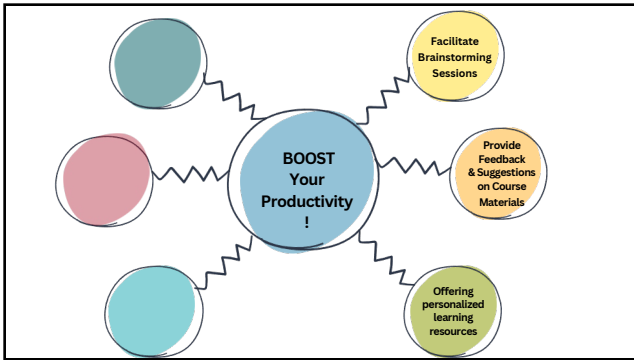 Facilitate
Brainstorming
Sessions
BOOST
Your
Productivity
!
Provide
Feedback
& Suggestions
on Course
Materials
Offering
personalized
learning
resources